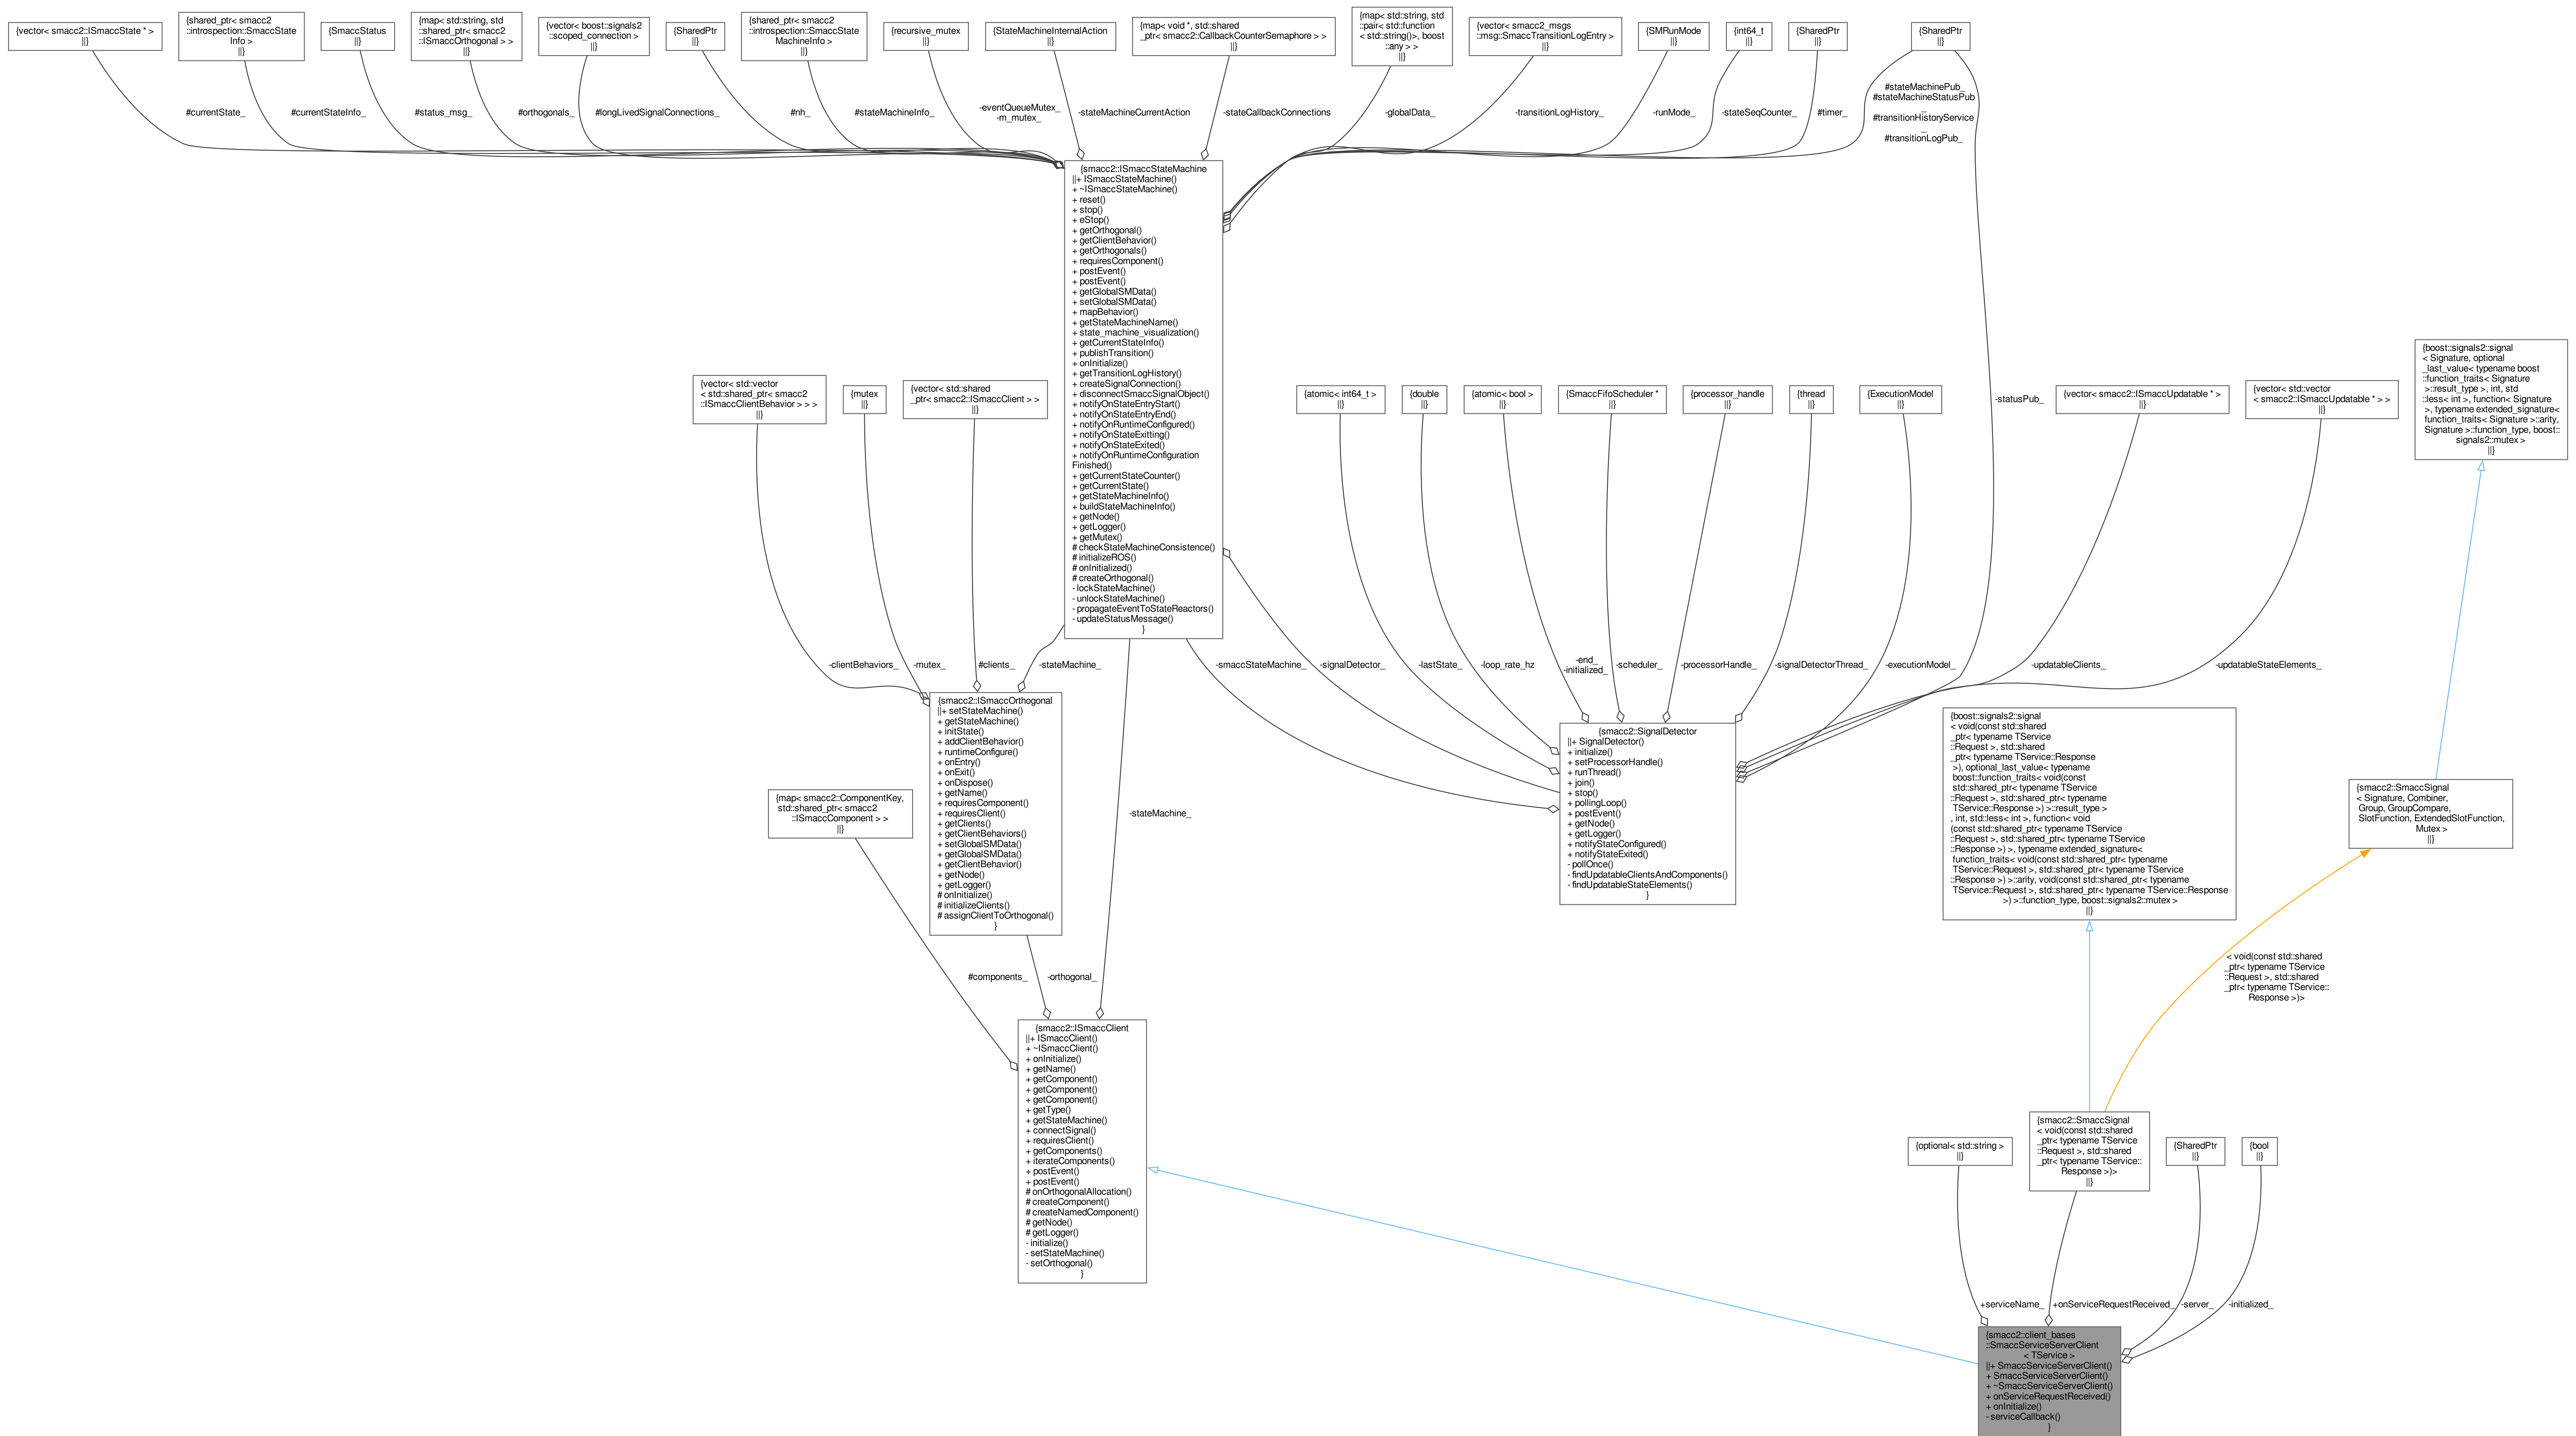 {vector< smacc2::ISmaccState * >
||}
{shared_ptr< smacc2
::introspection::SmaccState
Info >
||}
{SmaccStatus
||}
{map< std::string, std
::shared_ptr< smacc2
::ISmaccOrthogonal > >
||}
{vector< boost::signals2
::scoped_connection >
||}
{SharedPtr
||}
{shared_ptr< smacc2
::introspection::SmaccState
MachineInfo >
||}
{recursive_mutex
||}
{StateMachineInternalAction
||}
{map< void *, std::shared
_ptr< smacc2::CallbackCounterSemaphore > >
||}
{map< std::string, std
::pair< std::function
< std::string()>, boost
::any > >
||}
{vector< smacc2_msgs
::msg::SmaccTransitionLogEntry >
||}
{SMRunMode
||}
{int64_t
||}
{SharedPtr
||}
{SharedPtr
||}
#currentState_
#currentStateInfo_
#status_msg_
#orthogonals_
#longLivedSignalConnections_
#nh_
#stateMachineInfo_
-eventQueueMutex_
-m_mutex_
-stateMachineCurrentAction
-stateCallbackConnections
-globalData_
-transitionLogHistory_
-runMode_
-stateSeqCounter_
#timer_
#stateMachinePub_
#stateMachineStatusPub
_
#transitionHistoryService
_
#transitionLogPub_
{smacc2::ISmaccStateMachine
||+ ISmaccStateMachine()
+ ~ISmaccStateMachine()
+ reset()
+ stop()
+ eStop()
+ getOrthogonal()
+ getClientBehavior()
+ getOrthogonals()
+ requiresComponent()
+ postEvent()
+ postEvent()
+ getGlobalSMData()
+ setGlobalSMData()
+ mapBehavior()
+ getStateMachineName()
+ state_machine_visualization()
+ getCurrentStateInfo()
+ publishTransition()
+ onInitialize()
+ getTransitionLogHistory()
+ createSignalConnection()
+ disconnectSmaccSignalObject()
+ notifyOnStateEntryStart()
+ notifyOnStateEntryEnd()
+ notifyOnRuntimeConfigured()
+ notifyOnStateExitting()
+ notifyOnStateExited()
+ notifyOnRuntimeConfiguration
Finished()
+ getCurrentStateCounter()
+ getCurrentState()
+ getStateMachineInfo()
+ buildStateMachineInfo()
+ getNode()
+ getLogger()
+ getMutex()
# checkStateMachineConsistence()
# initializeROS()
# onInitialized()
# createOrthogonal()
- lockStateMachine()
- unlockStateMachine()
- propagateEventToStateReactors()
- updateStatusMessage()
}
{vector< std::vector
< std::shared_ptr< smacc2
::ISmaccClientBehavior > > >
||}
{mutex
||}
{vector< std::shared
_ptr< smacc2::ISmaccClient > >
||}
{atomic< int64_t >
||}
{double
||}
{atomic< bool >
||}
{SmaccFifoScheduler *
||}
{processor_handle
||}
{thread
||}
{ExecutionModel
||}
-statusPub_
{vector< smacc2::ISmaccUpdatable * >
||}
{vector< std::vector
< smacc2::ISmaccUpdatable * > >
||}
{boost::signals2::signal
< Signature, optional
_last_value< typename boost
::function_traits< Signature
>::result_type >, int, std
::less< int >, function< Signature
>, typename extended_signature<
function_traits< Signature >::arity,
Signature >::function_type, boost::
signals2::mutex >
||}
-clientBehaviors_
-mutex_
#clients_
-stateMachine_
-smaccStateMachine_
-signalDetector_
-lastState_
-loop_rate_hz
-end_
-initialized_
-scheduler_
-processorHandle_
-signalDetectorThread_
-executionModel_
-updatableClients_
-updatableStateElements_
{smacc2::ISmaccOrthogonal
||+ setStateMachine()
+ getStateMachine()
+ initState()
+ addClientBehavior()
+ runtimeConfigure()
+ onEntry()
+ onExit()
+ onDispose()
+ getName()
+ requiresComponent()
+ requiresClient()
+ getClients()
+ getClientBehaviors()
+ setGlobalSMData()
+ getGlobalSMData()
+ getClientBehavior()
+ getNode()
+ getLogger()
# onInitialize()
# initializeClients()
# assignClientToOrthogonal()
}
{smacc2::SignalDetector
||+ SignalDetector()
+ initialize()
+ setProcessorHandle()
+ runThread()
+ join()
+ stop()
+ pollingLoop()
+ postEvent()
+ getNode()
+ getLogger()
+ notifyStateConfigured()
+ notifyStateExited()
- pollOnce()
- findUpdatableClientsAndComponents()
- findUpdatableStateElements()
}
{boost::signals2::signal
< void(const std::shared
_ptr< typename TService
::Request >, std::shared
_ptr< typename TService::Response
>), optional_last_value< typename
boost::function_traits< void(const
std::shared_ptr< typename TService
::Request >, std::shared_ptr< typename
TService::Response >) >::result_type >
, int, std::less< int >, function< void
(const std::shared_ptr< typename TService
::Request >, std::shared_ptr< typename TService
::Response >) >, typename extended_signature<
function_traits< void(const std::shared_ptr< typename
TService::Request >, std::shared_ptr< typename TService
::Response >) >::arity, void(const std::shared_ptr< typename
TService::Request >, std::shared_ptr< typename TService::Response
>) >::function_type, boost::signals2::mutex >
||}
{smacc2::SmaccSignal
< Signature, Combiner,
Group, GroupCompare,
SlotFunction, ExtendedSlotFunction,
Mutex >
||}
{map< smacc2::ComponentKey,
std::shared_ptr< smacc2
::ISmaccComponent > >
||}
-stateMachine_
#components_
-orthogonal_
< void(const std::shared
_ptr< typename TService
::Request >, std::shared
_ptr< typename TService::
Response >)>
{smacc2::ISmaccClient
||+ ISmaccClient()
+ ~ISmaccClient()
+ onInitialize()
+ getName()
+ getComponent()
+ getComponent()
+ getComponent()
+ getType()
+ getStateMachine()
+ connectSignal()
+ requiresClient()
+ getComponents()
+ iterateComponents()
+ postEvent()
+ postEvent()
# onOrthogonalAllocation()
# createComponent()
# createNamedComponent()
# getNode()
# getLogger()
- initialize()
- setStateMachine()
- setOrthogonal()
}
{optional< std::string >
||}
{smacc2::SmaccSignal
< void(const std::shared
_ptr< typename TService
::Request >, std::shared
_ptr< typename TService::
Response >)>
||}
{SharedPtr
||}
{bool
||}
+serviceName_
+onServiceRequestReceived_
-server_
-initialized_
{smacc2::client_bases
::SmaccServiceServerClient
< TService >
||+ SmaccServiceServerClient()
+ SmaccServiceServerClient()
+ ~SmaccServiceServerClient()
+ onServiceRequestReceived()
+ onInitialize()
- serviceCallback()
}